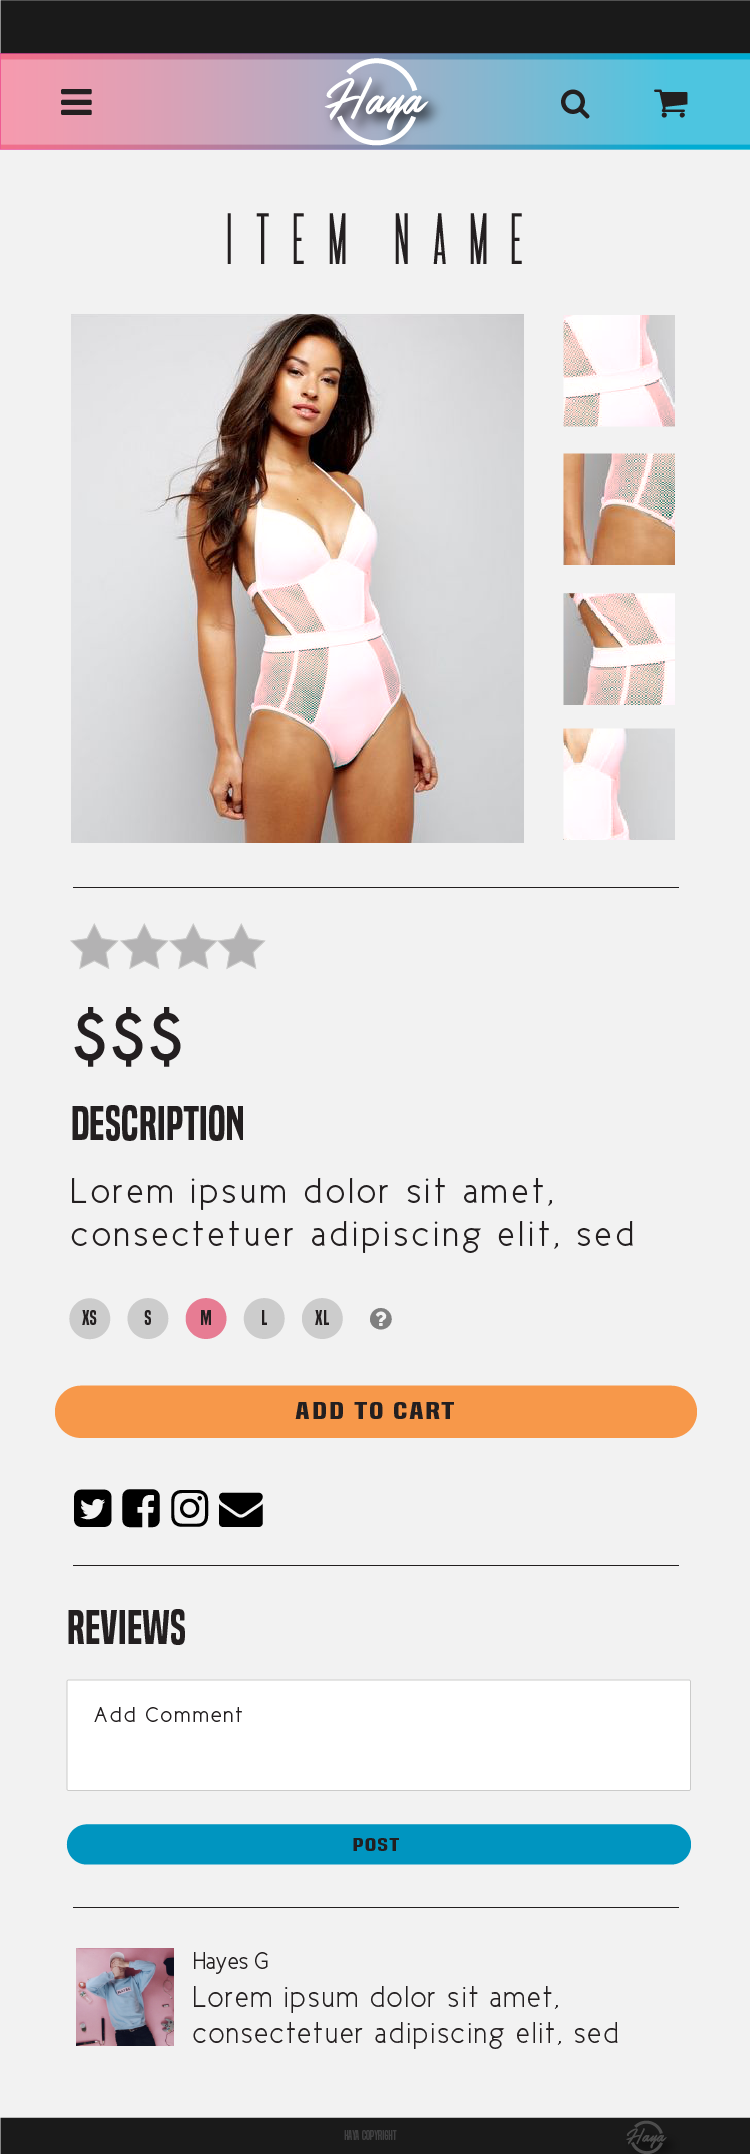 Haya
ITEM NAME
$$$
DESCRIPTION
Lorem ipsum dolor sit amet,
consectetuer adipiscing elit, sed
XS S M L XL ?
ADD TO CART
REVIEWS
Add Comment
POST
Hayes G
Lorem ipsum dolor sit amet,
consectetuer adipiscing elit, sed
HAYA COPYRIGHT
Haya